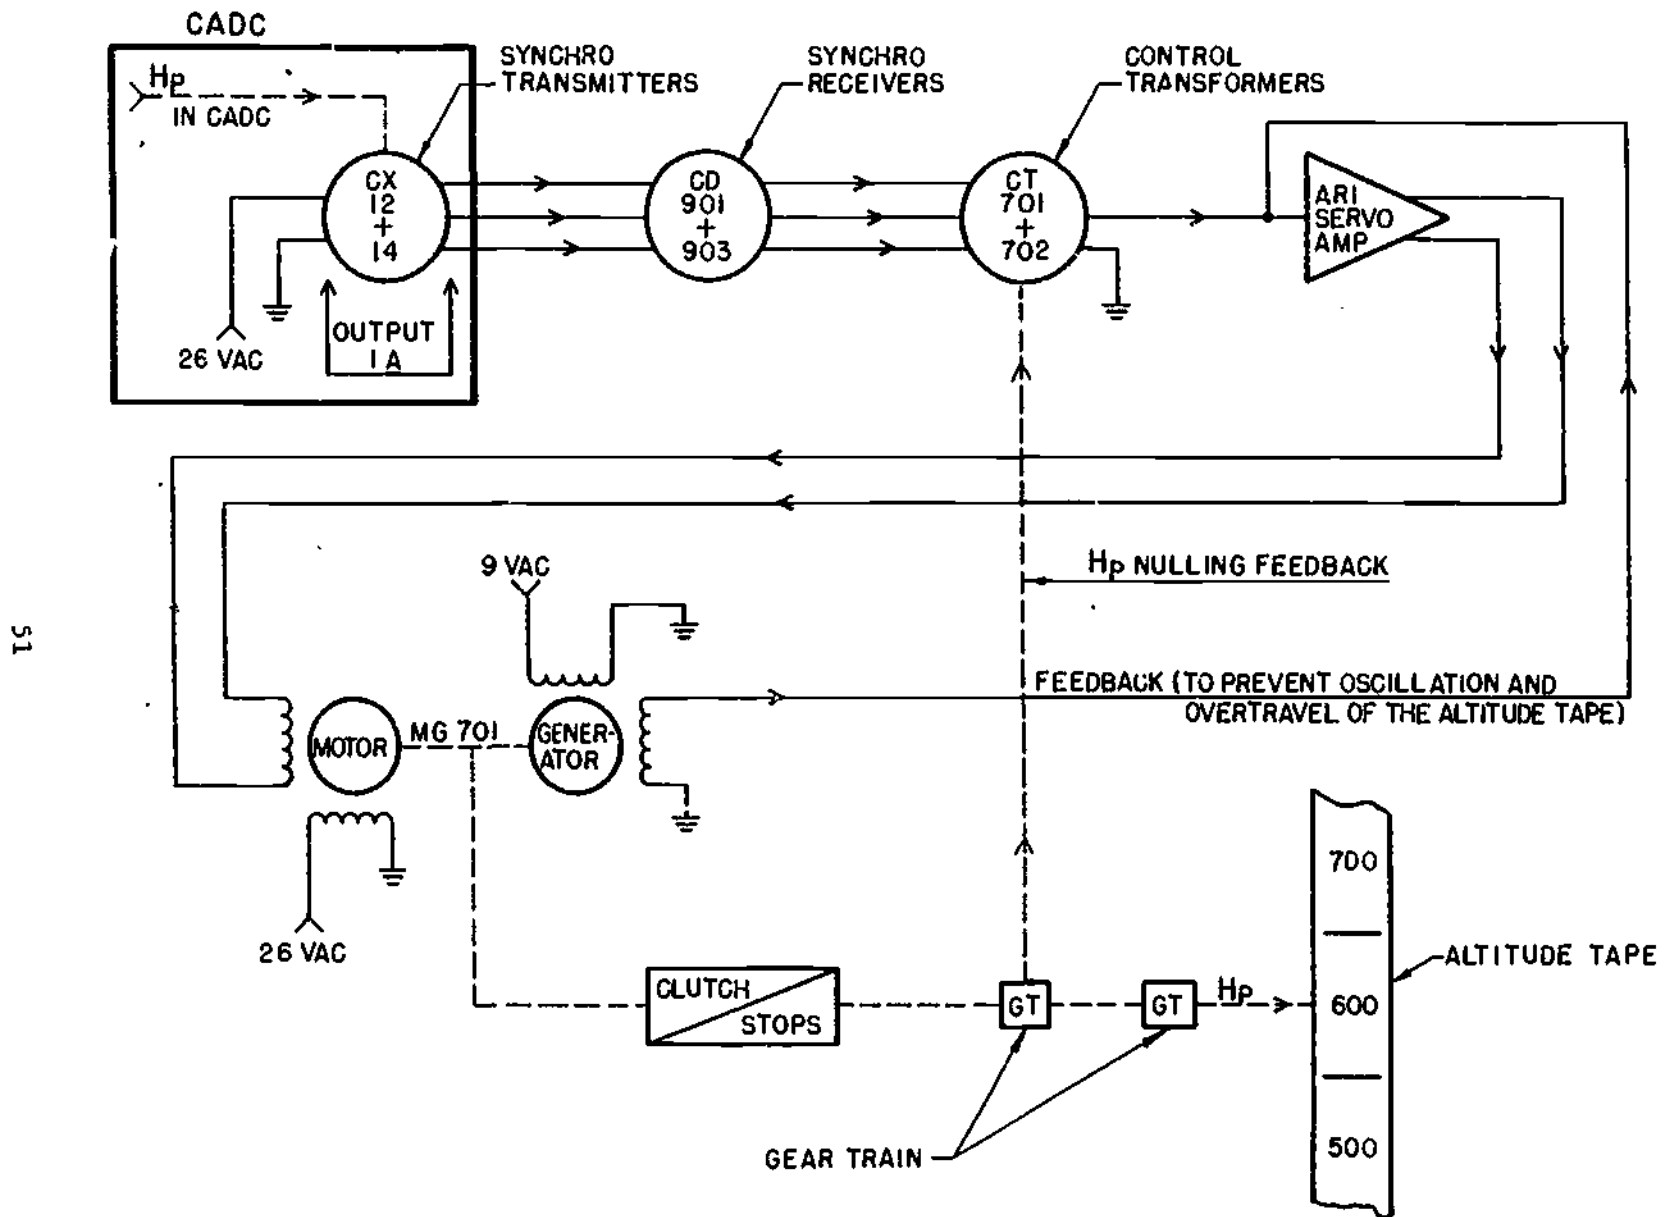 CADC
Hp
IN CADC
SYNCHRO
TRANSMITTERS
SYNCHRO
RECEIVERS
CONTROL
TRANSFORMERS
CX
12
+
14
CD
901
+
903
CT
701
+
702
ARI
SERVO
AMP
OUTPUT
1A
26 VAC
Hp NULLING FEEDBACK
9 VAC
51
FEEDBACK (TO PREVENT OSCILLATION AND
OVERTRAVEL OF THE ALTITUDE TAPE)
MOTOR
MG 701
GENER-
ATOR
26 VAC
700
ALTITUDE TAPE
CLUTCH
STOPS
GT
GT
Hp
600
GEAR TRAIN
500